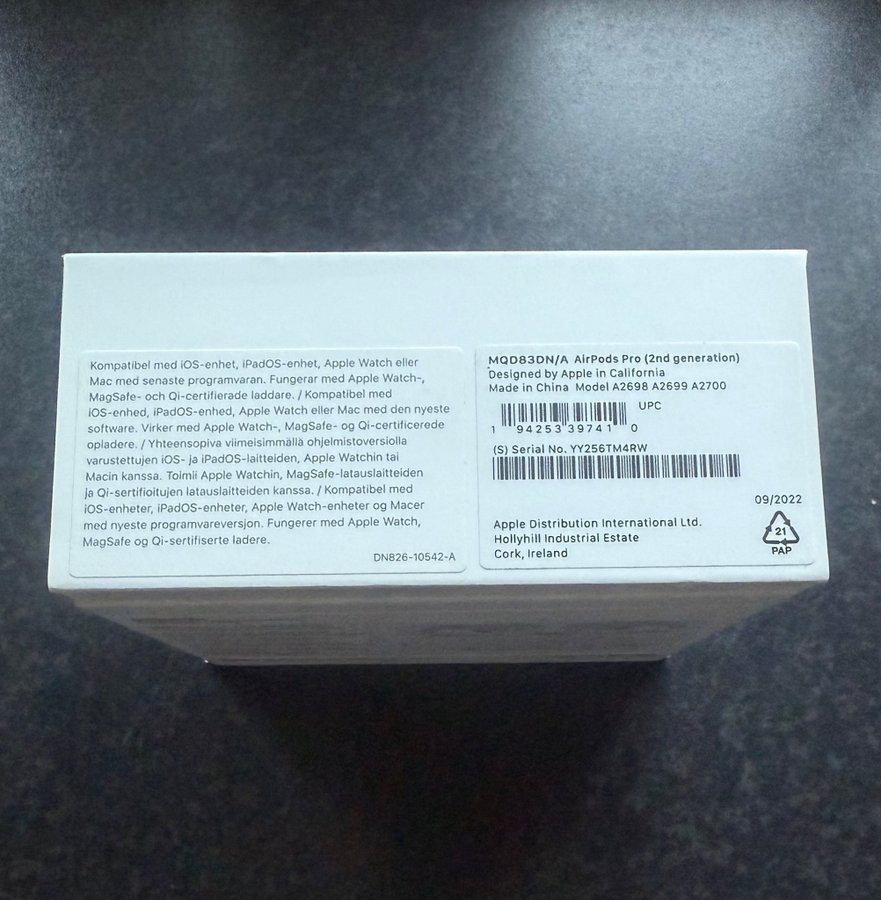 Kompatibel med iOS-enhet, iPadOS-enhet, Apple Watch eller
Mac med senaste programvaran. Fungerar med Apple Watch-,
MagSafe- och Qi-certifierade laddare. / Kompatibel med
iOS-enhed, iPadOS-enhed, Apple Watch eller Mac med den nyeste
software. Virker med Apple Watch-, MagSafe- og Qi-certificerede
opladere. / Yhteensopiva viimeisimmällä ohjelmistoversiolla
varustettujen iOS- ja iPadOS-laitteiden, Apple Watchin tai
Macin kanssa. Toimii Apple Watchin, MagSafe-latauslaitteiden
ja Qi-sertifioitujen latauslaitteiden kanssa. / Kompatibel med
iOS-enheter, iPadOS-enheter, Apple Watch-enheter og Macer
med nyeste programvareversjon. Fungerer med Apple Watch,
MagSafe og Qi-sertifiserte ladere.
DN826-10542-A
MQD83DN/A AirPods Pro (2nd generation)
Designed by Apple in California
Made in China Model A2698 A2699 A2700
UPC
1 94253 39741 0
(S) Serial No. YY256TM4RW
09/2022
Apple Distribution International Ltd.
Hollyhill Industrial Estate
Cork, Ireland
21
PAP